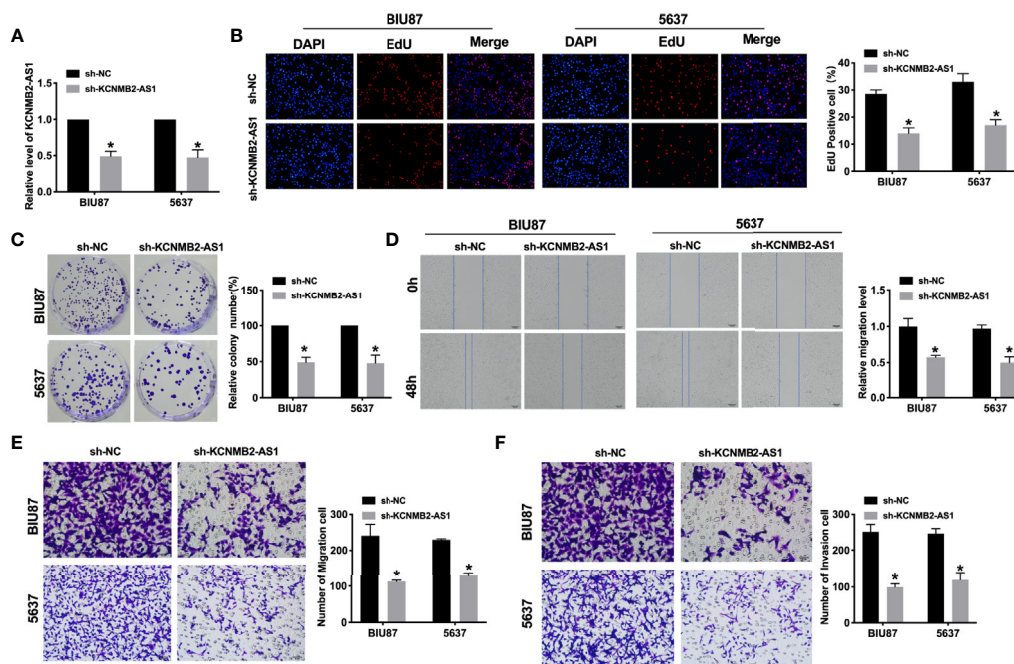 A
sh-NC
sh-KCNMB2-AS1
Relative level of KCNMB2-AS1
1.5
1.0
0.5
0.0
*
*
BIU87
5637
B
BIU87
5637
DAPI
EdU
Merge
DAPI
EdU
Merge
sh-NC
sh-KCNMB2-AS1
sh-NC
sh-KCNMB2-AS1
EdU Positive cell (%)
40
30
20
10
0
*
*
BIU87
5637
C
sh-NC
sh-KCNMB2-AS1
BIU87
5637
sh-NC
sh-KCNMB2-AS1
Relative colony number(%)
150
100
50
0
*
*
BIU87
5637
D
BIU87
5637
sh-NC
sh-KCNMB2-AS1
sh-NC
sh-KCNMB2-AS1
0h
48h
sh-NC
sh-KCNMB2-AS1
Relative migration level
1.5
1.0
0.5
0.0
*
*
BIU87
5637
E
sh-NC
sh-KCNMB2-AS1
BIU87
5637
sh-NC
sh-KCNMB2-AS1
Number of Migration cell
300
200
100
0
*
*
BIU87
5637
F
sh-NC
sh-KCNMB2-AS1
BIU87
5637
sh-NC
sh-KCNMB2-AS1
Number of Invasion cell
300
200
100
0
*
*
BIU87
5637